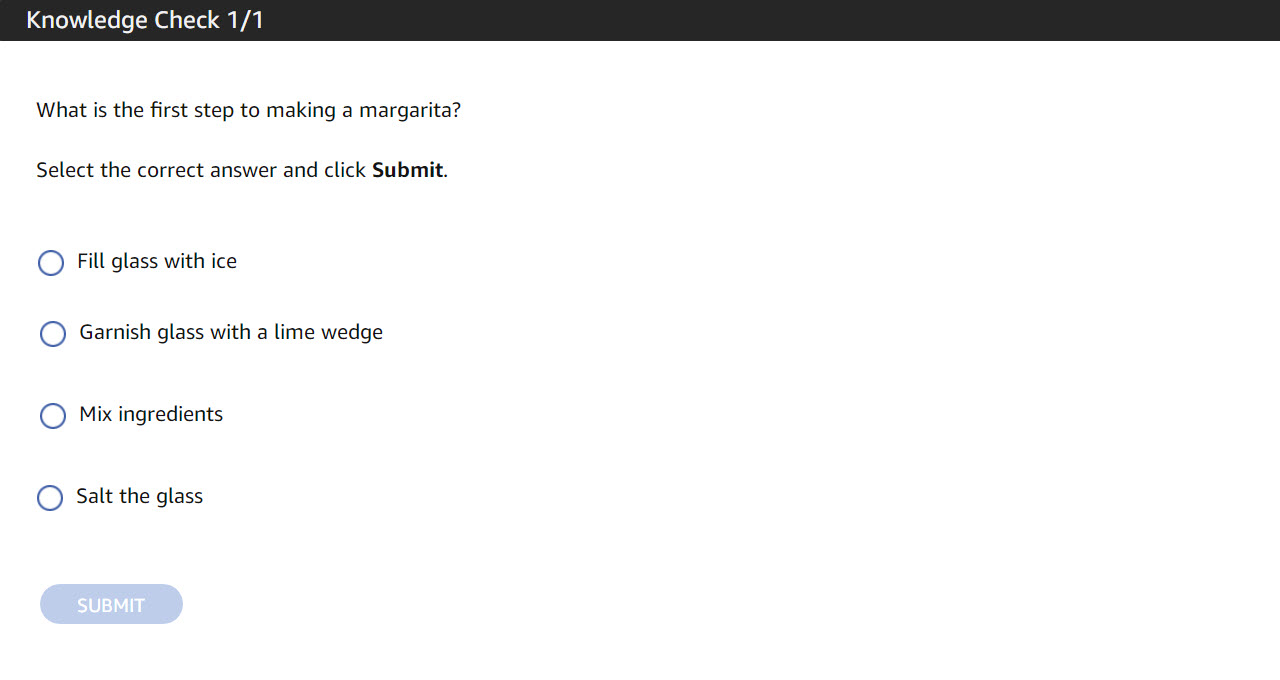 Knowledge Check 1/1
What is the first step to making a margarita?
Select the correct answer and click Submit.
Fill glass with ice
Garnish glass with a lime wedge
Mix ingredients
Salt the glass
SUBMIT